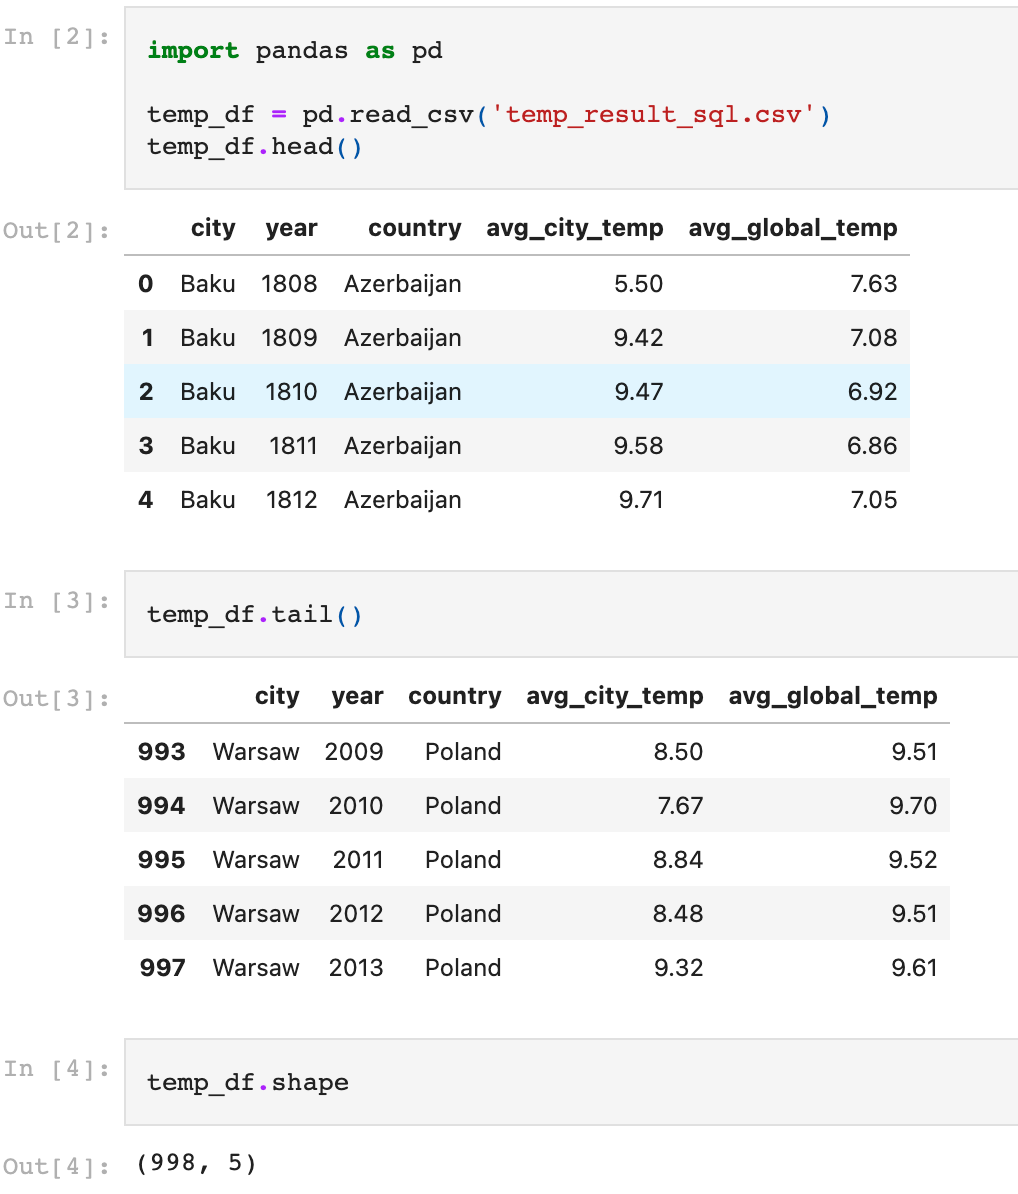 In [2]:
import pandas as pd
temp_df = pd.read_csv('temp_result_sql.csv')
temp_df.head()
Out[2]:
city year country avg_city_temp avg_global_temp
0 Baku 1808 Azerbaijan 5.50 7.63
1 Baku 1809 Azerbaijan 9.42 7.08
2 Baku 1810 Azerbaijan 9.47 6.92
3 Baku 1811 Azerbaijan 9.58 6.86
4 Baku 1812 Azerbaijan 9.71 7.05
In [3]:
temp_df.tail()
Out[3]:
city year country avg_city_temp avg_global_temp
993 Warsaw 2009 Poland 8.50 9.51
994 Warsaw 2010 Poland 7.67 9.70
995 Warsaw 2011 Poland 8.84 9.52
996 Warsaw 2012 Poland 8.48 9.51
997 Warsaw 2013 Poland 9.32 9.61
In [4]:
temp_df.shape
Out[4]:
(998, 5)